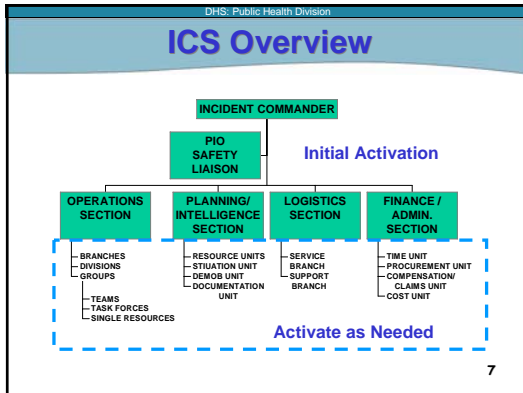 DHS: Public Health Division
ICS Overview
INCIDENT COMMANDER
PIO
SAFETY
LIAISON
Initial Activation
OPERATIONS
SECTION
PLANNING/
INTELLIGENCE
SECTION
LOGISTICS
SECTION
FINANCE /
ADMIN.
SECTION
BRANCHES
DIVISIONS
GROUPS
TEAMS
TASK FORCES
SINGLE RESOURCES
RESOURCE UNITS
STIUATION UNIT
DEMOB UNIT
DOCUMENTATION
UNIT
SERVICE
BRANCH
SUPPORT
BRANCH
TIME UNIT
PROCUREMENT UNIT
COMPENSATION/
CLAIMS UNIT
COST UNIT
Activate as Needed
7